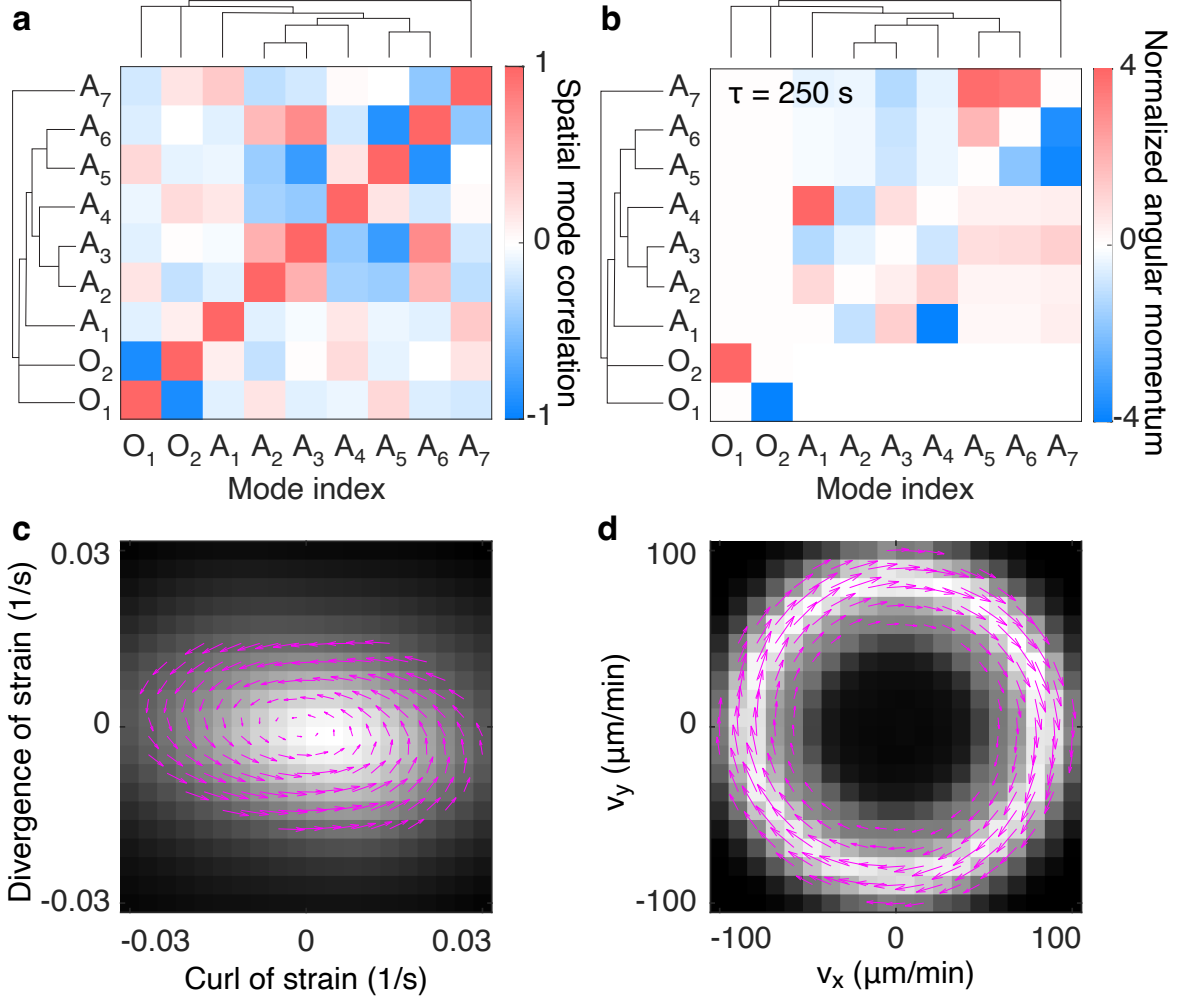 a
A7
A6
A5
A4
A3
A2
A1
O2
O1
O1 O2 A1 A2 A3 A4 A5 A6 A7
Mode index
1
0
-1
Spatial mode correlation
b
τ = 250 s
A7
A6
A5
A4
A3
A2
A1
O2
O1
O1 O2 A1 A2 A3 A4 A5 A6 A7
Mode index
4
0
-4
Normalized angular momentum
c
0.03
0
-0.03
Divergence of strain (1/s)
-0.03 0 0.03
Curl of strain (1/s)
d
100
0
-100
vy (μm/min)
-100 0 100
vx (μm/min)